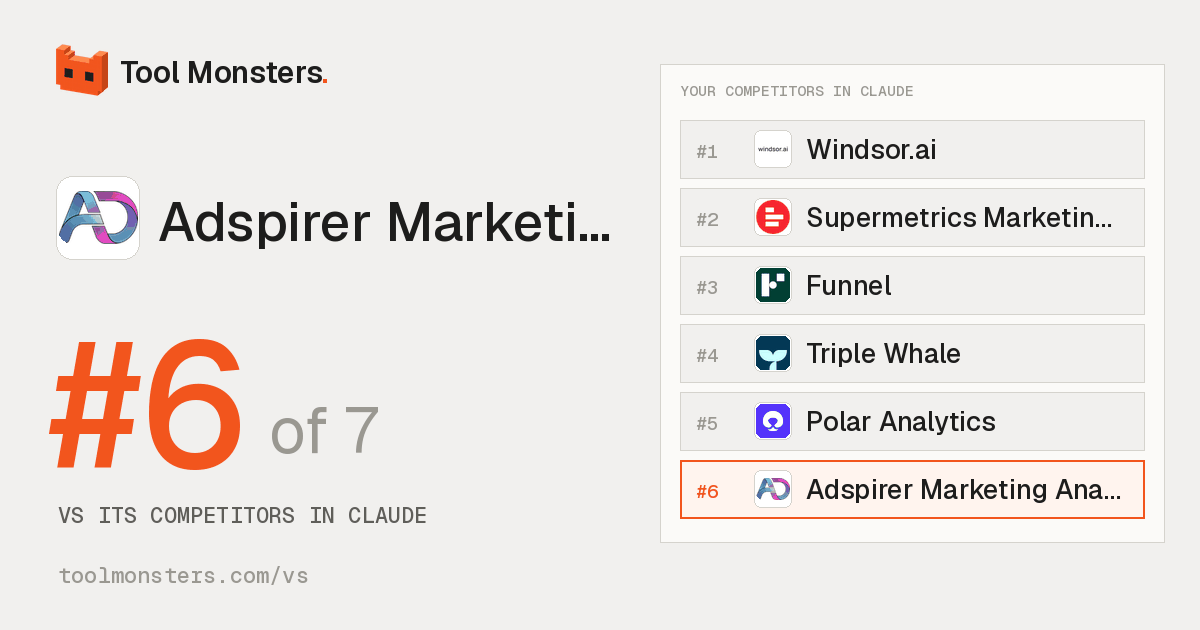 Tool Monsters.
Adspirer Marketi...
#6 of 7
VS ITS COMPETITORS IN CLAUDE
toolmonsters.com/vs
YOUR COMPETITORS IN CLAUDE
#1 windsor.ai Windsor.ai
#2 Supermetrics Marketin...
#3 Funnel
#4 Triple Whale
#5 Polar Analytics
#6 Adspirer Marketing Ana...